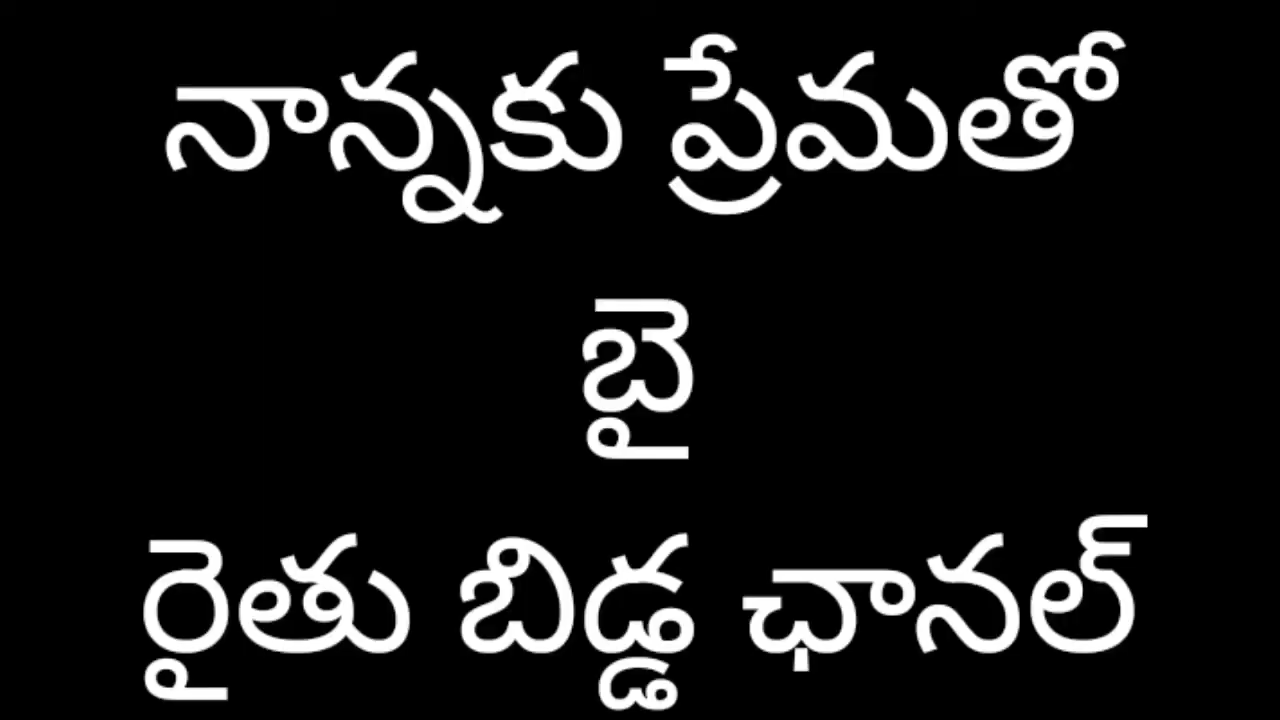 నాన్నకు ప్రేమతో
బై
రైతు బిడ్డ ఛానల్